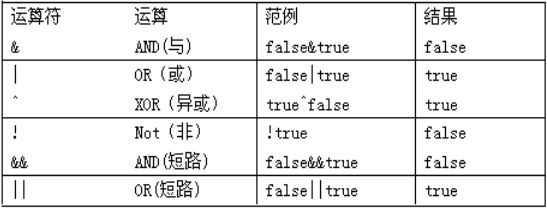 运算符 运算 范例 结果
& AND(与) false&true false
| OR（或） false|true true
^ XOR（异或） true^false true
! Not（非） !true false
&& AND(短路) false&&true false
|| OR(短路) false||true true